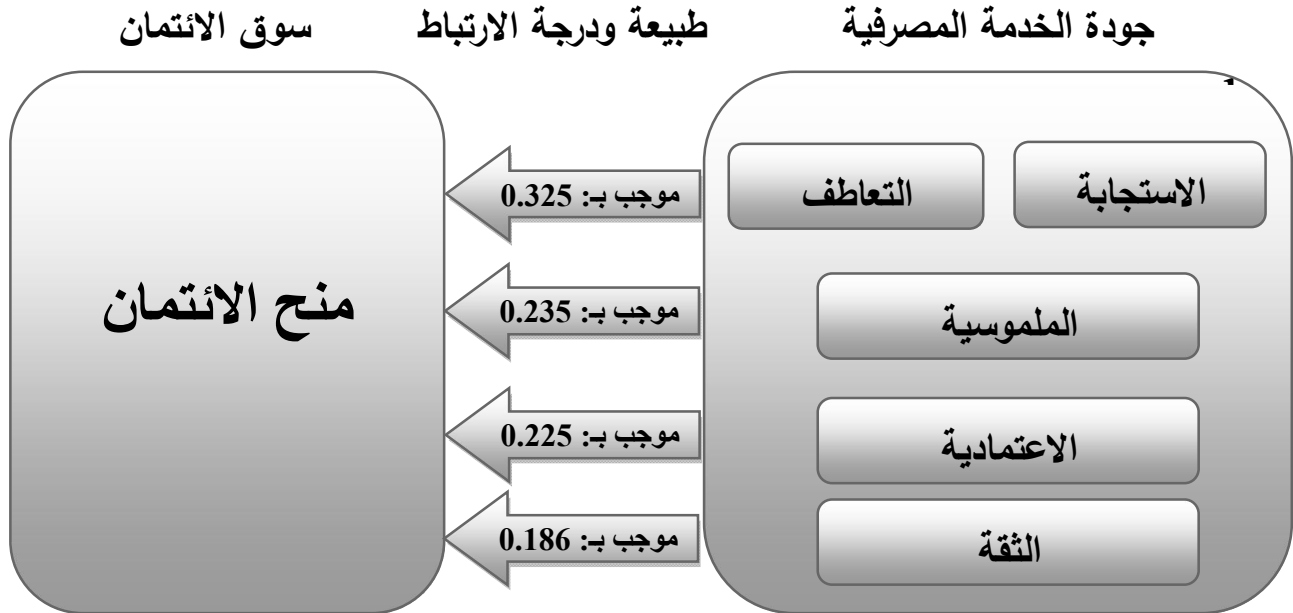 جودة الخدمة المصرفية
طبيعة ودرجة الارتباط
سوق الائتمان
الاستجابة
التعاطف
موجب بـ: 0.325
الملموسية
موجب بـ: 0.235
منح الائتمان
الاعتمادية
موجب بـ: 0.225
الثقة
موجب بـ: 0.186